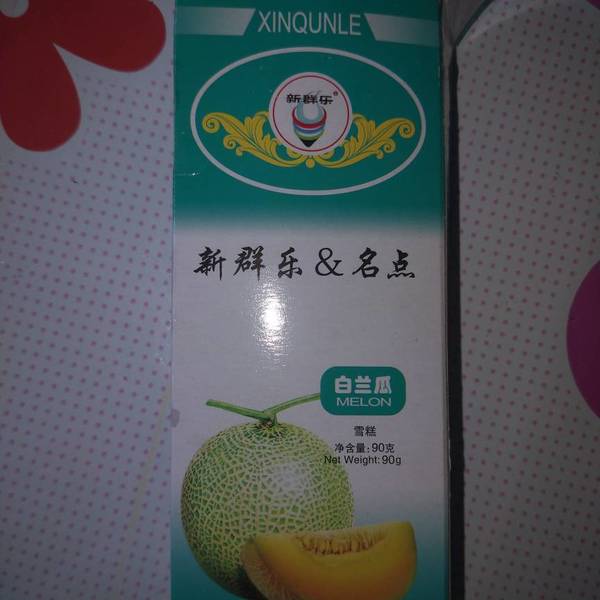 XINQUNLE
新群乐®
新群乐&名点
白兰瓜
MELON
雪糕
净含量:90克
Net Weight:90g